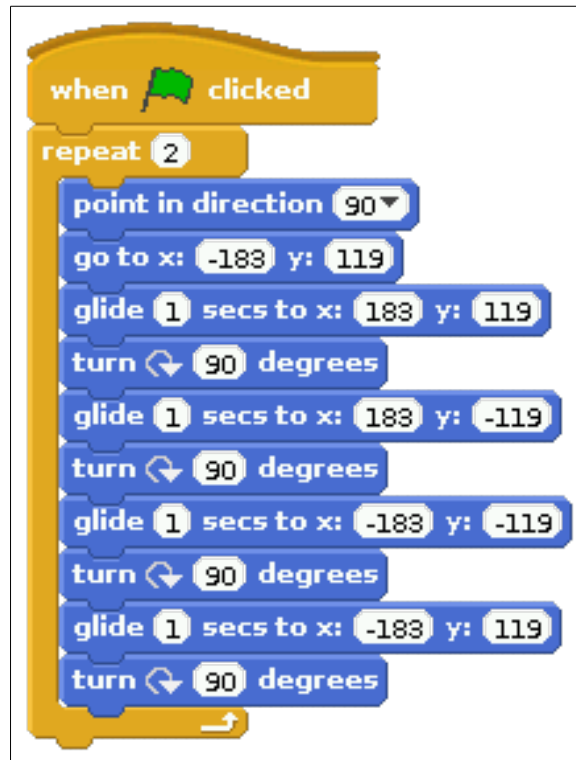 when clicked
repeat 2
point in direction 90
go to x: -183 y: 119
glide 1 secs to x: 183 y: 119
turn 90 degrees
glide 1 secs to x: 183 y: -119
turn 90 degrees
glide 1 secs to x: -183 y: -119
turn 90 degrees
glide 1 secs to x: -183 y: 119
turn 90 degrees